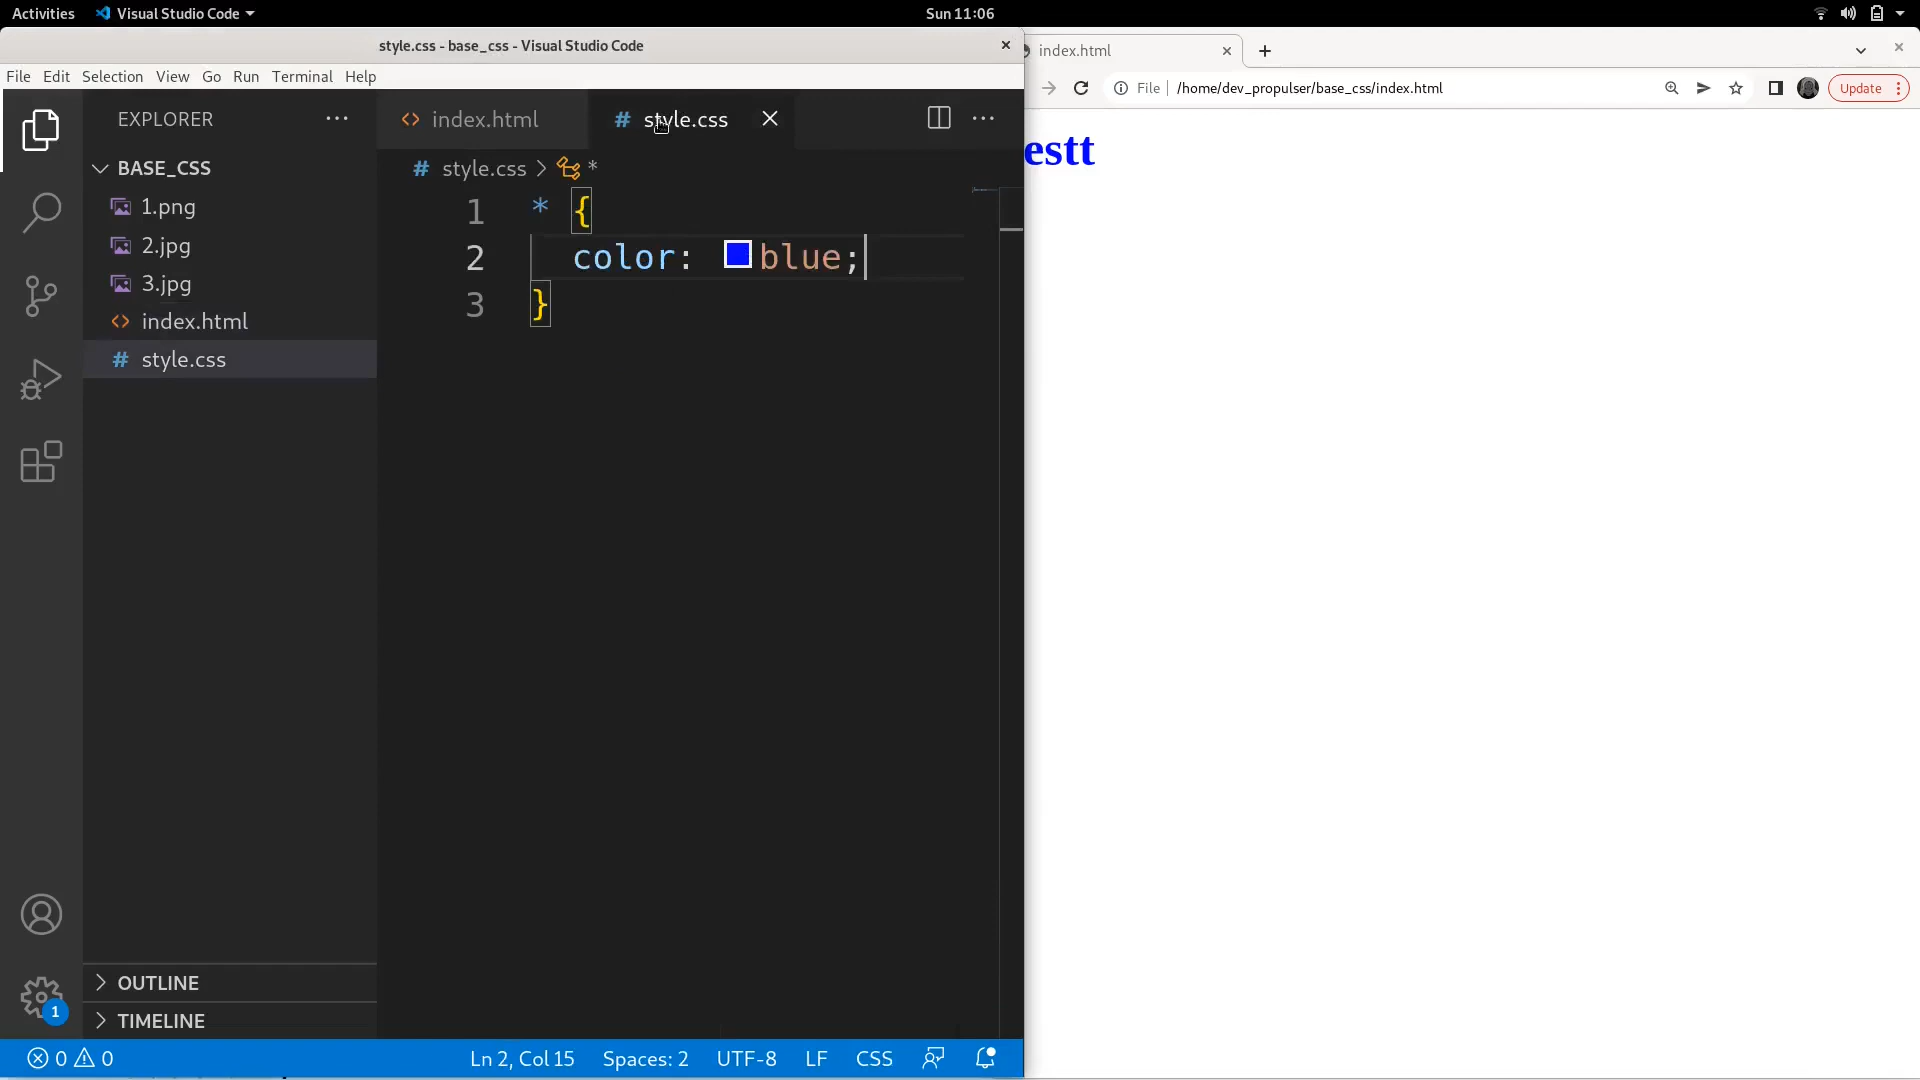 Activities Visual Studio Code Sun 11:06
style.css - base_css - Visual Studio Code
File Edit Selection View Go Run Terminal Help
index.html
File /home/dev_propulser/base_css/index.html Update
EXPLORER
index.html style.css
BASE_CSS
1.png
2.jpg
3.jpg
index.html
style.css
style.css > *
1 * {
2 color: blue;
3 }
estt
OUTLINE
TIMELINE
1
0 0 Ln 2, Col 15 Spaces: 2 UTF-8 LF CSS